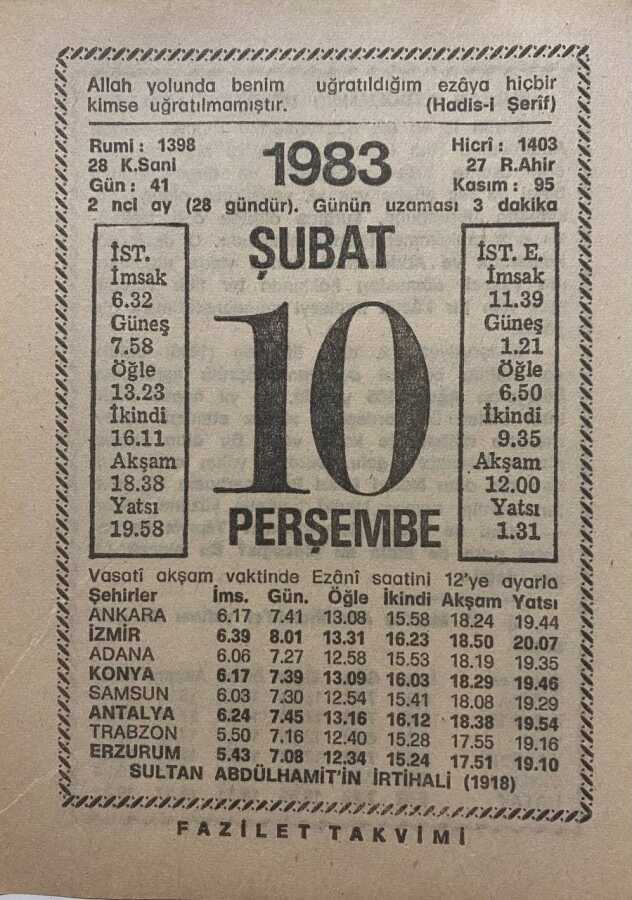 Allah yolunda benim uğratıldığım ezâya hiçbir
kimse uğratılmamıştır. (Hadis-i Şerîf)
Rumi : 1398
28 K.Sani
Gün : 41
1983
Hicrî : 1403
27 R.Ahir
Kasım : 95
2 nci ay (28 gündür). Günün uzaması 3 dakika
İST.
İmsak
6.32
Güneş
7.58
Öğle
13.23
İkindi
16.11
Akşam
18.38
Yatsı
19.58
ŞUBAT
10
PERŞEMBE
İST. E.
İmsak
11.39
Güneş
1.21
Öğle
6.50
İkindi
9.35
Akşam
12.00
Yatsı
1.31
Vasatî akşam vaktinde Ezânî saatini 12'ye ayarla
Şehirler İms. Gün. Öğle İkindi Akşam Yatsı
ANKARA 6.17 7.41 13.08 15.58 18.24 19.44
İZMİR 6.39 8.01 13.31 16.23 18.50 20.07
ADANA 6.06 7.27 12.58 15.53 18.19 19.35
KONYA 6.17 7.39 13.09 16.03 18.29 19.46
SAMSUN 6.03 7.30 12.54 15.41 18.08 19.29
ANTALYA 6.24 7.45 13.16 16.12 18.38 19.54
TRABZON 5.50 7.16 12.40 15.28 17.55 19.16
ERZURUM 5.43 7.08 12.34 15.24 17.51 19.10
SULTAN ABDÜLHAMİT'İN İRTİHALİ (1918)
FAZİLET TAKVİMİ